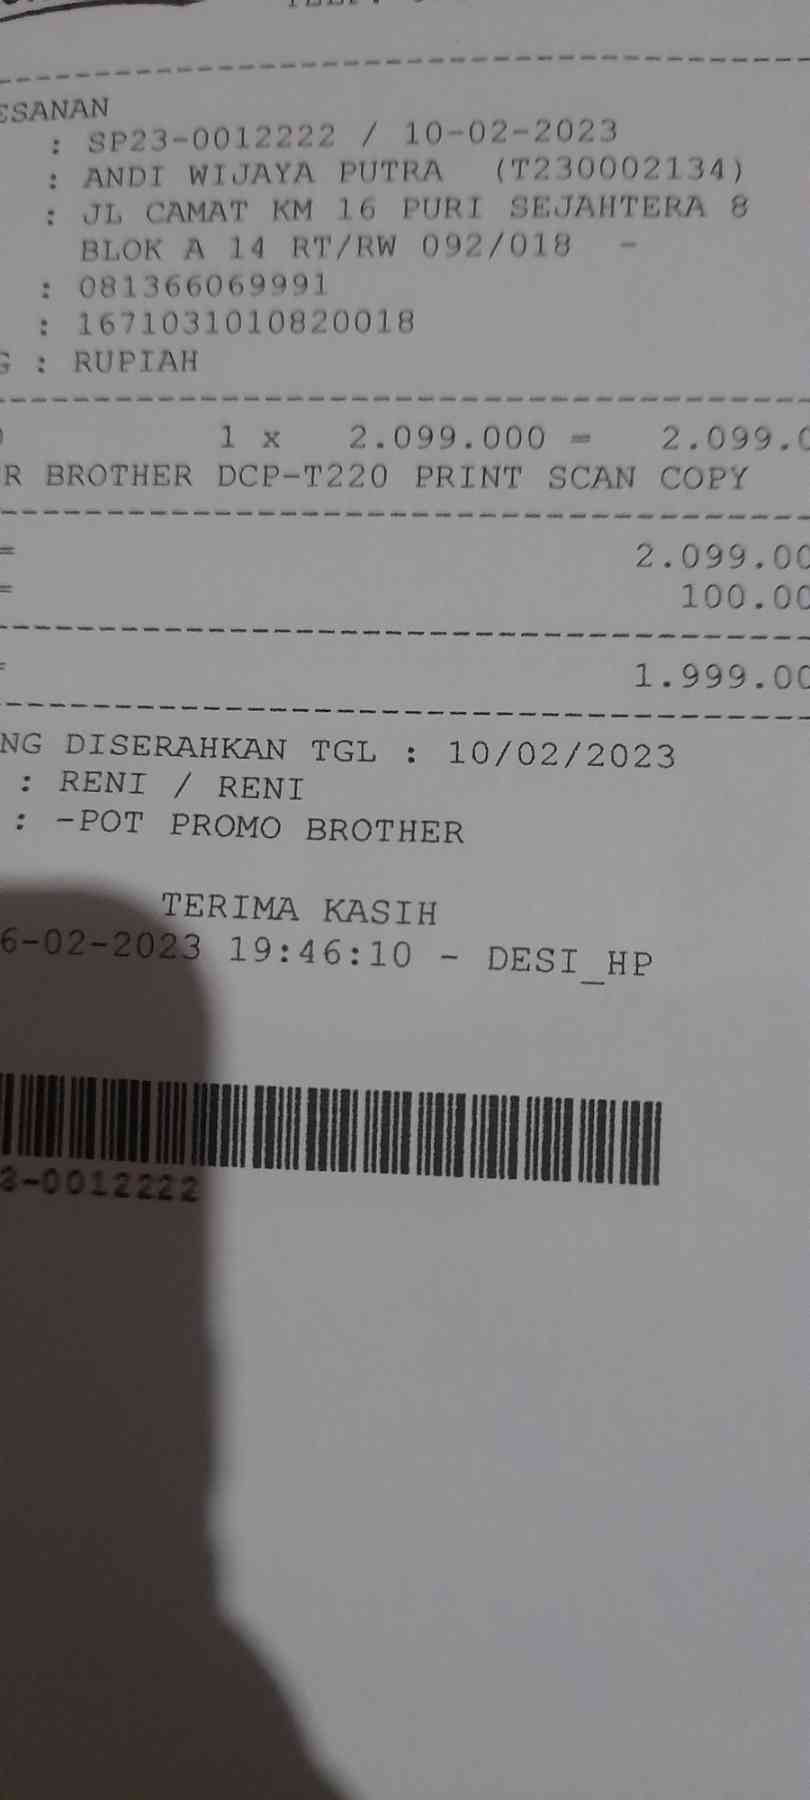 ESANAN
: SP23-0012222 / 10-02-2023
: ANDI WIJAYA PUTRA (T230002134)
: JL CAMAT KM 16 PURI SEJAHTERA 8
BLOK A 14 RT/RW 092/018 -
: 081366069991
: 1671031010820018
G : RUPIAH
1 x 2.099.000 = 2.099.0
R BROTHER DCP-T220 PRINT SCAN COPY
= 2.099.00
= 100.00
= 1.999.00
NG DISERAHKAN TGL : 10/02/2023
: RENI / RENI
: -POT PROMO BROTHER
TERIMA KASIH
6-02-2023 19:46:10 - DESI_HP
3-0012222